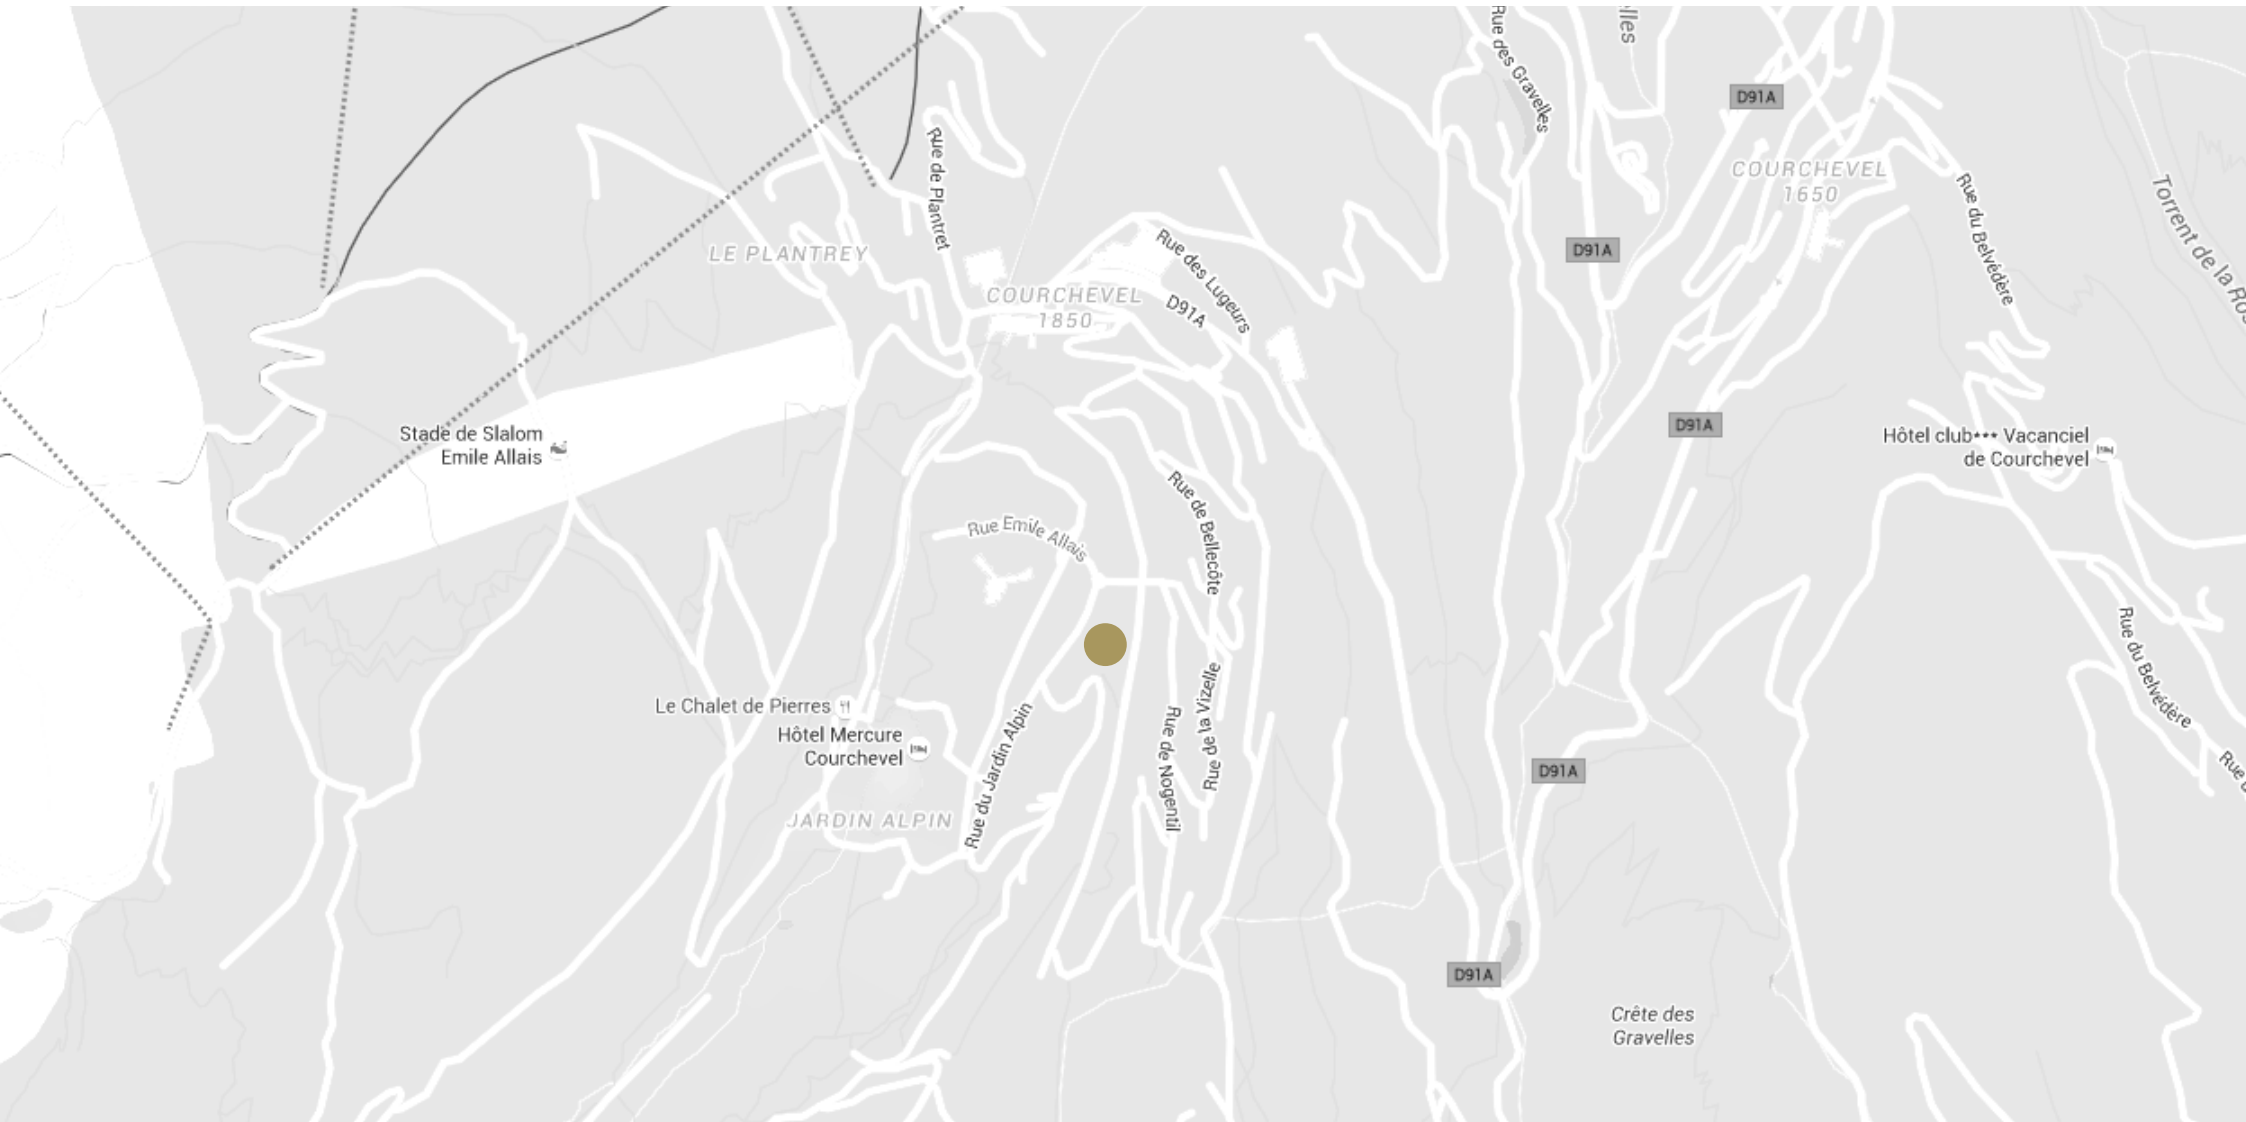 Rue des Gravelles
elles
D91A
COURCHEVEL
1650
Rue de Plantret
Rue du Belvédère
Torrent de la Ro
LE PLANTREY
Rue des Lugeurs
D91A
COURCHEVEL
1850
D91A
Stade de Slalom
Emile Allais
D91A
Hôtel club*** Vacanciel
de Courchevel
Rue de Bellecôte
Rue Emile Allais
Rue du Belvédère
Le Chalet de Pierres
Hôtel Mercure
Courchevel
Rue du Jardin Alpin
Rue de la Vizelle
Rue de Nogentil
D91A
Rue d
JARDIN ALPIN
D91A
Crête des
Gravelles